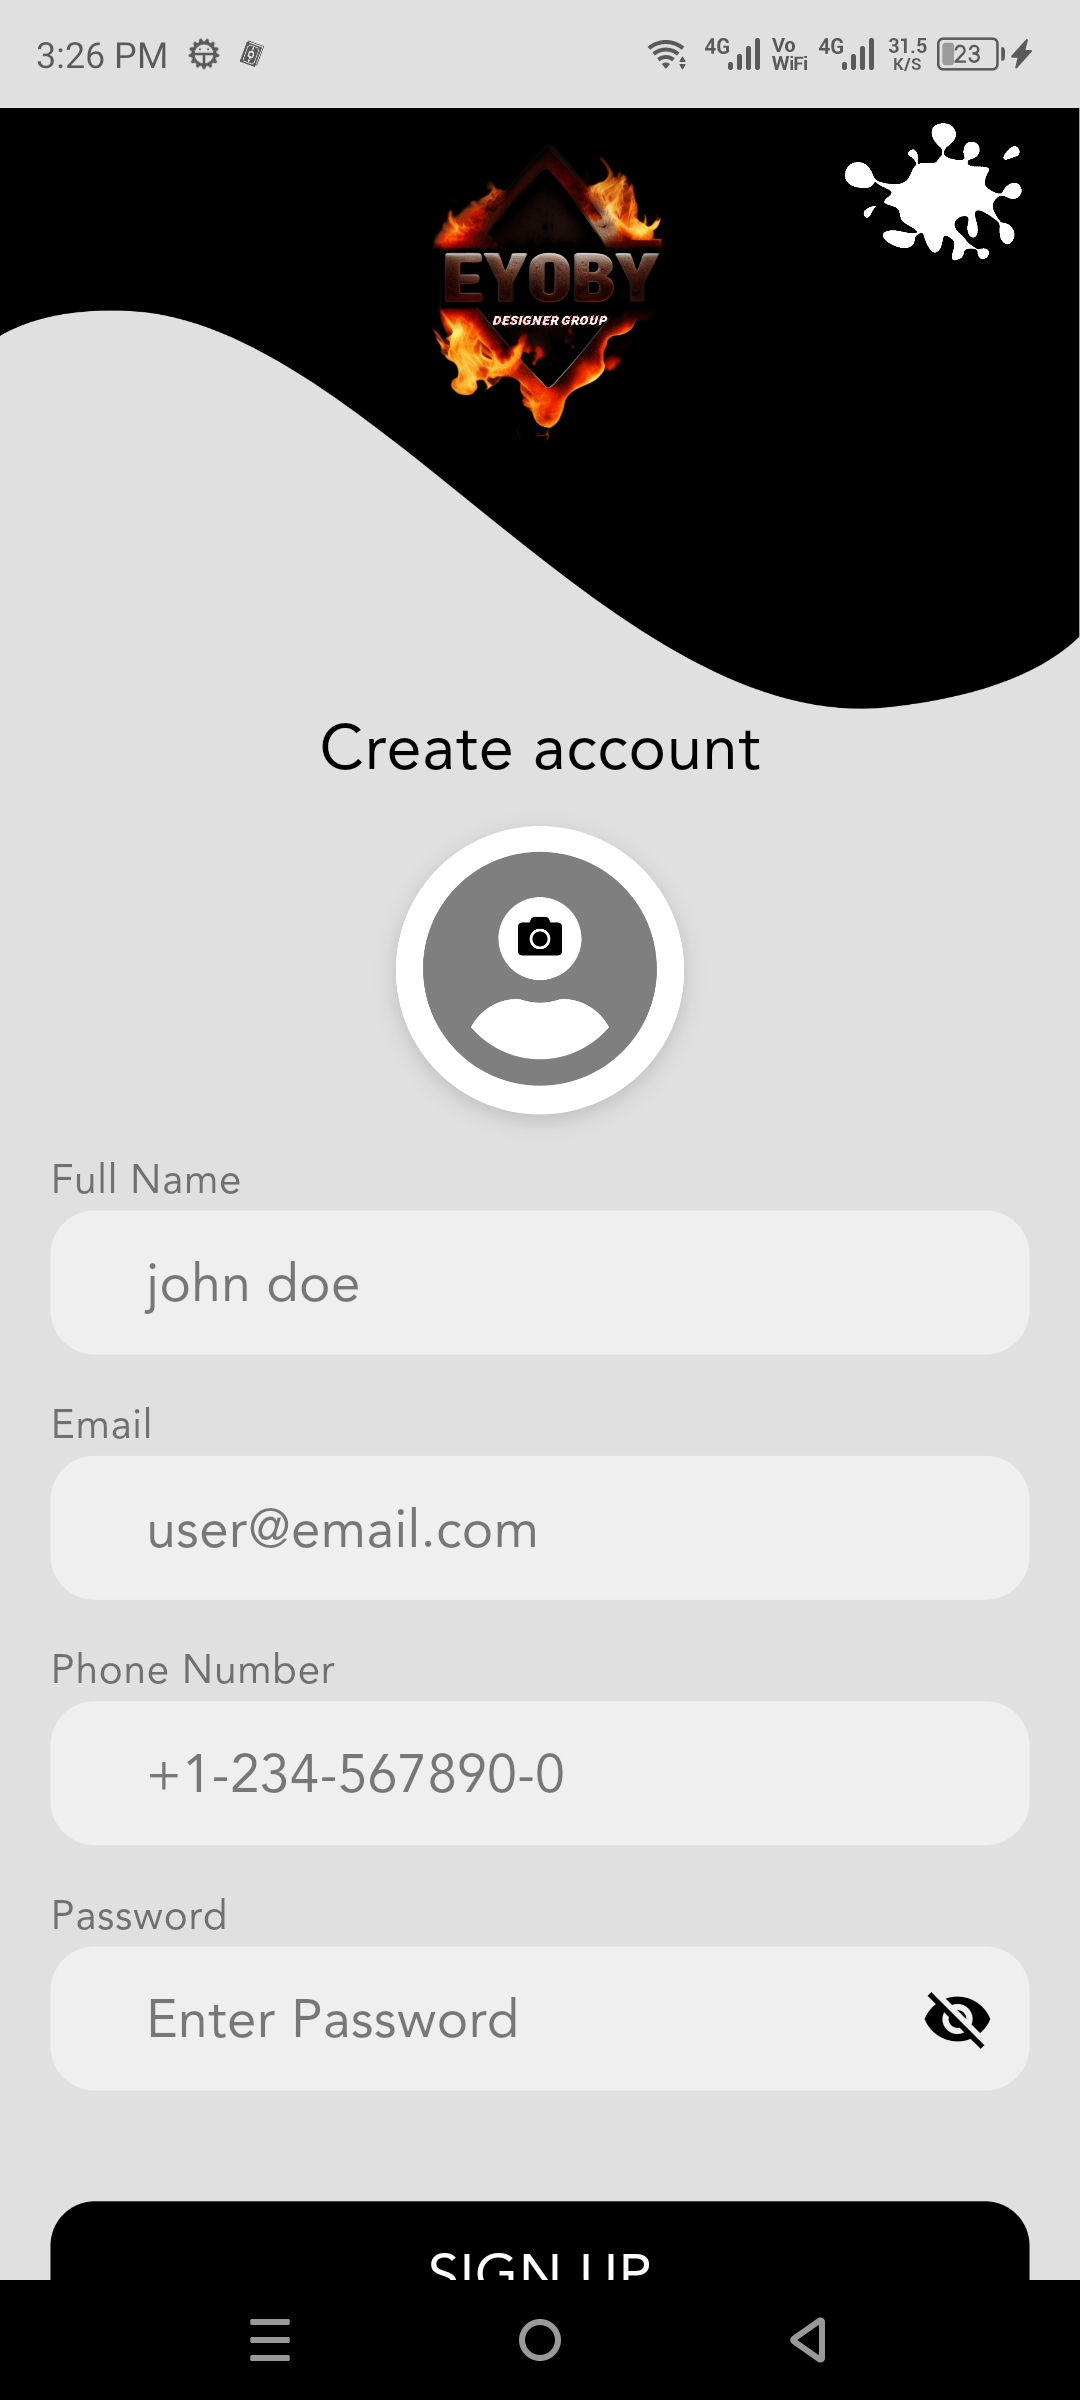 3:26 PM 4G Vo WiFi 4G 31.5 K/S 23
EYOBY
DESIGNER GROUP
Create account
Full Name
john doe
Email
user@email.com
Phone Number
+1-234-567890-0
Password
Enter Password
SIGN UP